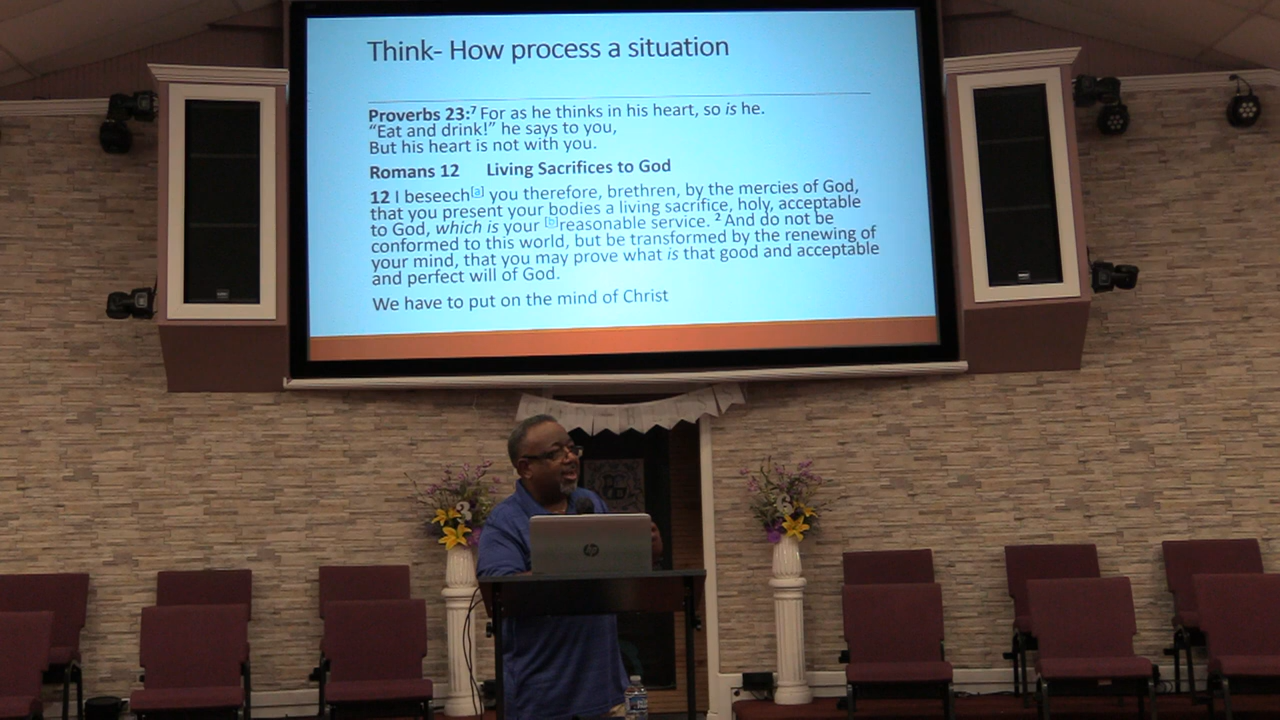 Think- How process a situation
Proverbs 23:7 For as he thinks in his heart, so is he.
“Eat and drink!” he says to you,
But his heart is not with you.
Romans 12 Living Sacrifices to God
12 I beseech[a] you therefore, brethren, by the mercies of God,
that you present your bodies a living sacrifice, holy, acceptable
to God, which is your [b]reasonable service. 2 And do not be
conformed to this world, but be transformed by the renewing of
your mind, that you may prove what is that good and acceptable
and perfect will of God.
We have to put on the mind of Christ
hp